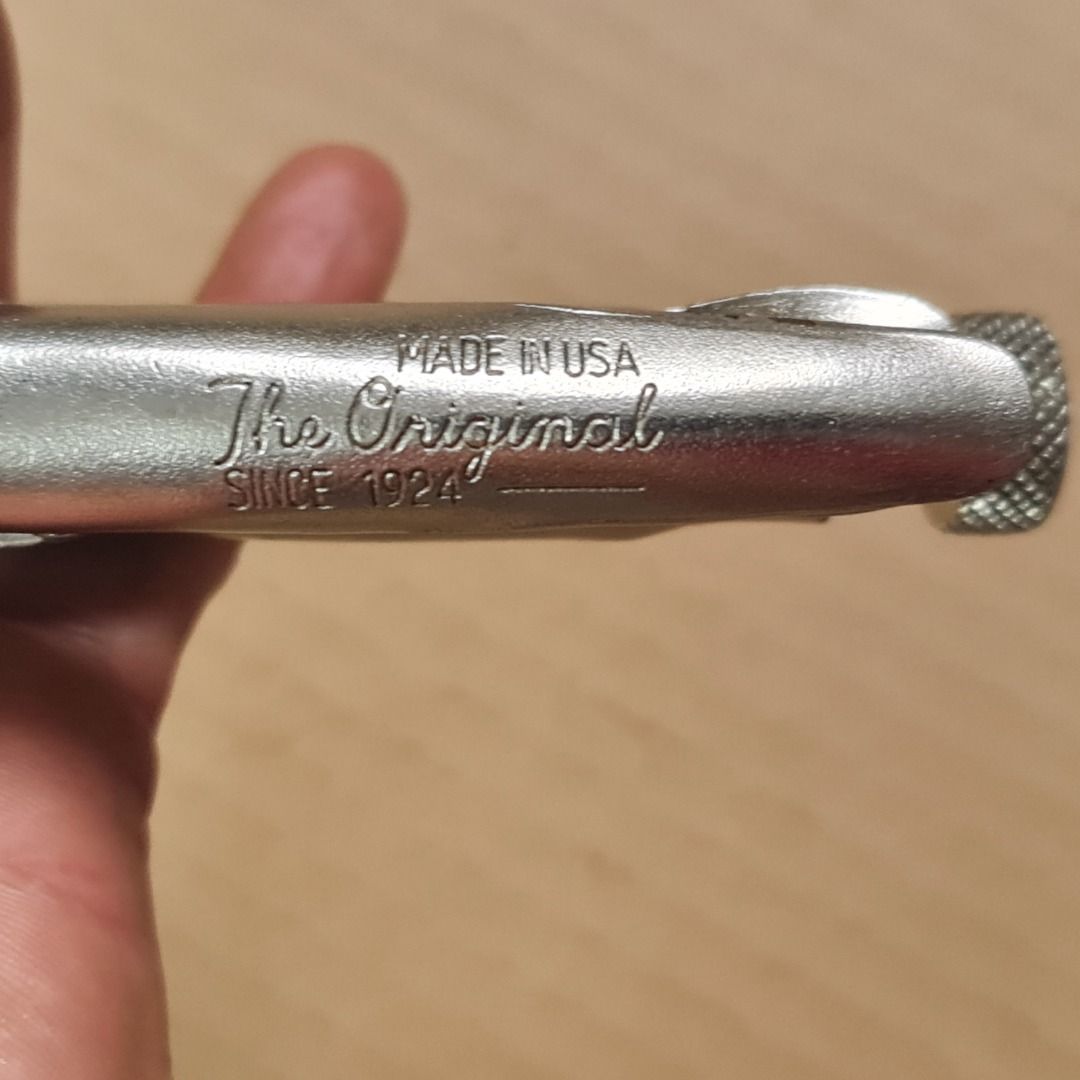 MADE IN USA
The Original
SINCE 1924